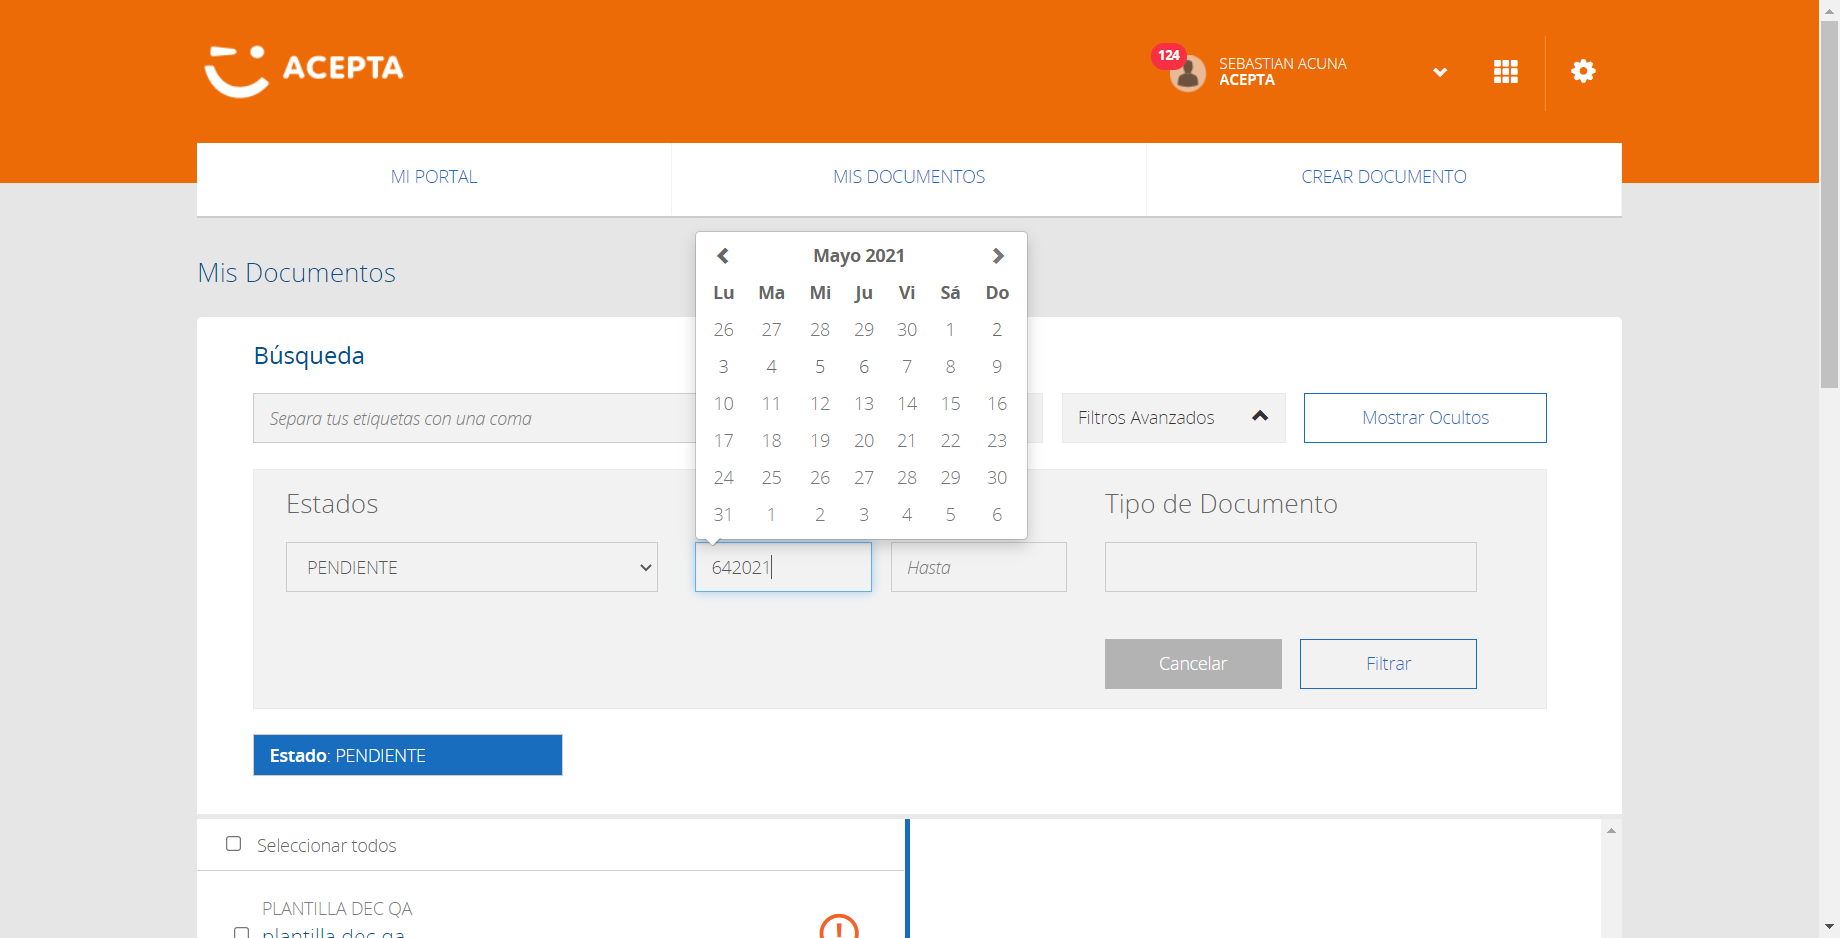 ACEPTA
124
SEBASTIAN ACUNA
ACEPTA
MI PORTAL
MIS DOCUMENTOS
CREAR DOCUMENTO
Mis Documentos
Mayo 2021
Lu Ma Mi Ju Vi Sá Do
26 27 28 29 30 1 2
3 4 5 6 7 8 9
10 11 12 13 14 15 16
17 18 19 20 21 22 23
24 25 26 27 28 29 30
31 1 2 3 4 5 6
Búsqueda
Separa tus etiquetas con una coma
Filtros Avanzados
Mostrar Ocultos
Estados
Tipo de Documento
PENDIENTE
642021
Hasta
Cancelar
Filtrar
Estado: PENDIENTE
Seleccionar todos
PLANTILLA DEC QA
plantilla dec qa